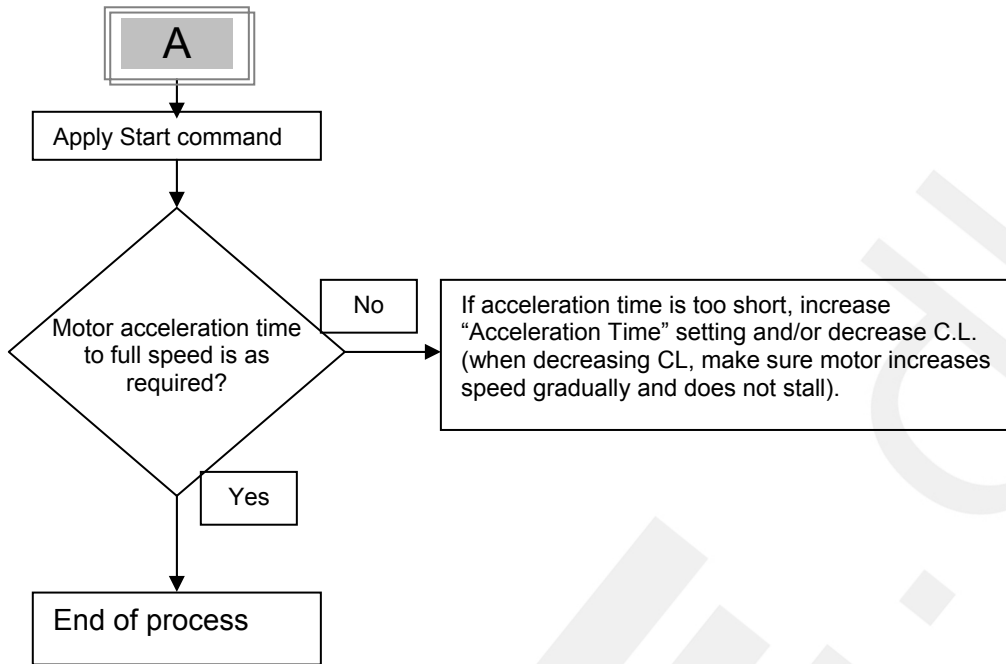 A
Apply Start command
Motor acceleration time
to full speed is as
required?
No
If acceleration time is too short, increase
“Acceleration Time” setting and/or decrease C.L.
(when decreasing CL, make sure motor increases
speed gradually and does not stall).
Yes
End of process